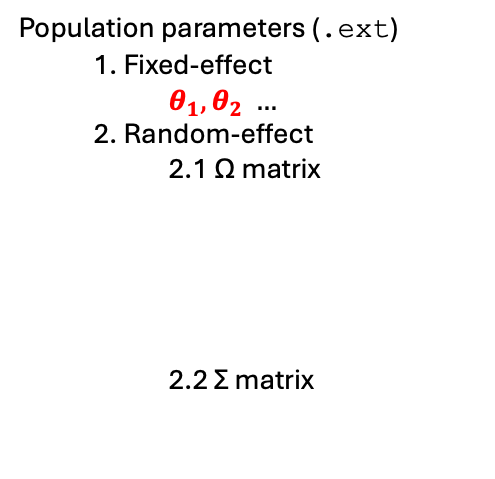 Population parameters (.ext)
1. Fixed-effect
θ₁, θ₂ ...
2. Random-effect
2.1 Ω matrix
2.2 Σ matrix